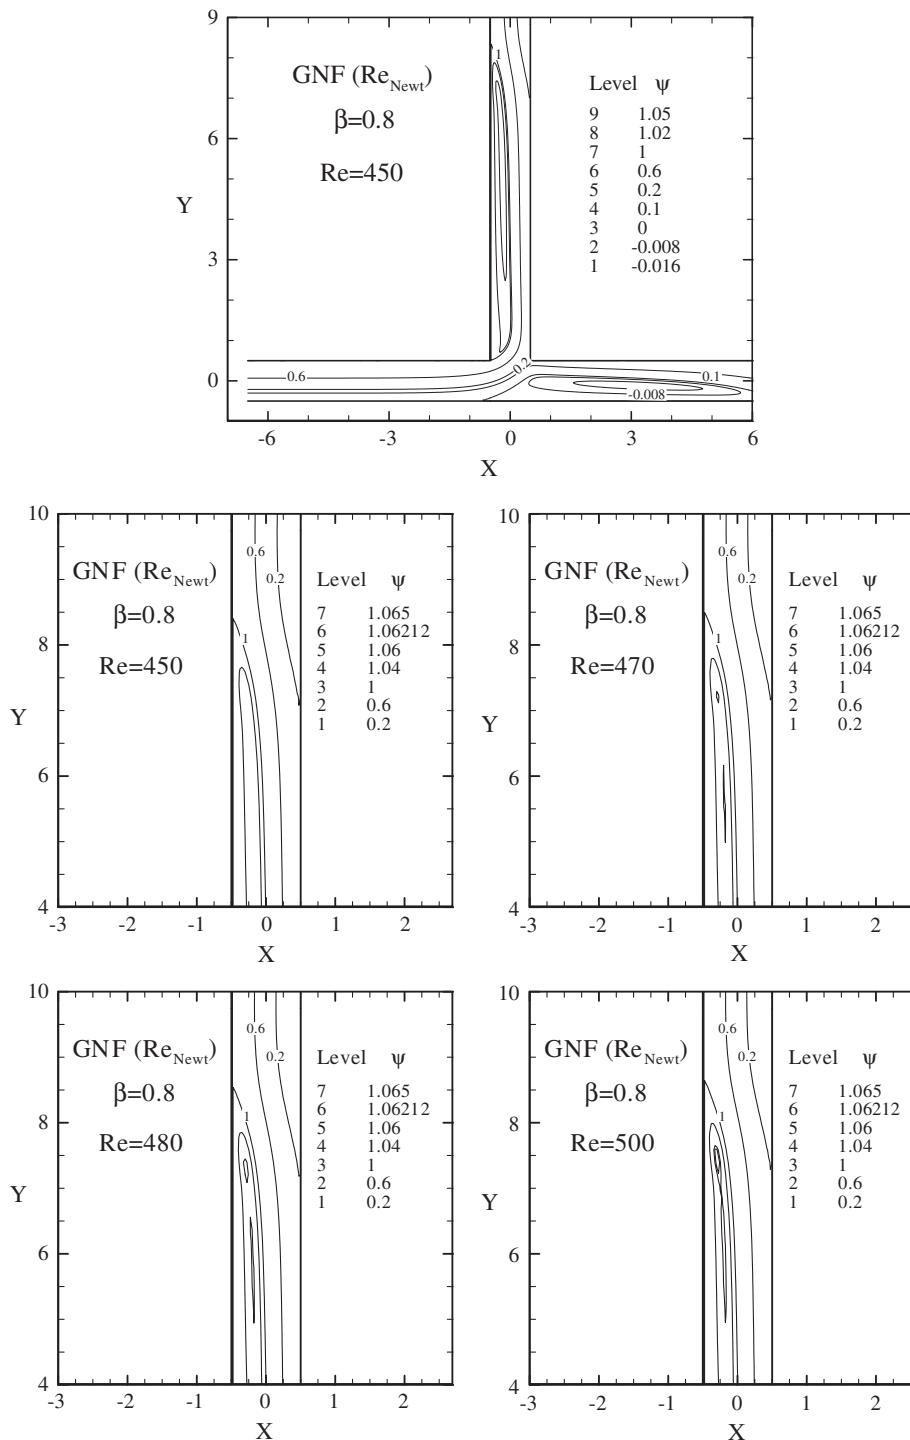 9
6
3
0
Y
GNF (Re_Newt)
β=0.8
Re=450
Level ψ
9 1.05
8 1.02
7 1
6 0.6
5 0.2
4 0.1
3 0
2 -0.008
1 -0.016
1
0.6
0.2
0.1
-0.008
-6 -3 0 3 6
X
10
8
6
4
Y
GNF (Re_Newt)
β=0.8
Re=450
0.6
0.2
1
Level ψ
7 1.065
6 1.06212
5 1.06
4 1.04
3 1
2 0.6
1 0.2
-3 -2 -1 0 1 2
X
10
8
6
4
Y
GNF (Re_Newt)
β=0.8
Re=470
0.6
0.2
1
Level ψ
7 1.065
6 1.06212
5 1.06
4 1.04
3 1
2 0.6
1 0.2
-3 -2 -1 0 1 2
X
10
8
6
4
Y
GNF (Re_Newt)
β=0.8
Re=480
0.6
0.2
1
Level ψ
7 1.065
6 1.06212
5 1.06
4 1.04
3 1
2 0.6
1 0.2
-3 -2 -1 0 1 2
X
10
8
6
4
Y
GNF (Re_Newt)
β=0.8
Re=500
0.6
0.2
1
Level ψ
7 1.065
6 1.06212
5 1.06
4 1.04
3 1
2 0.6
1 0.2
-3 -2 -1 0 1 2
X